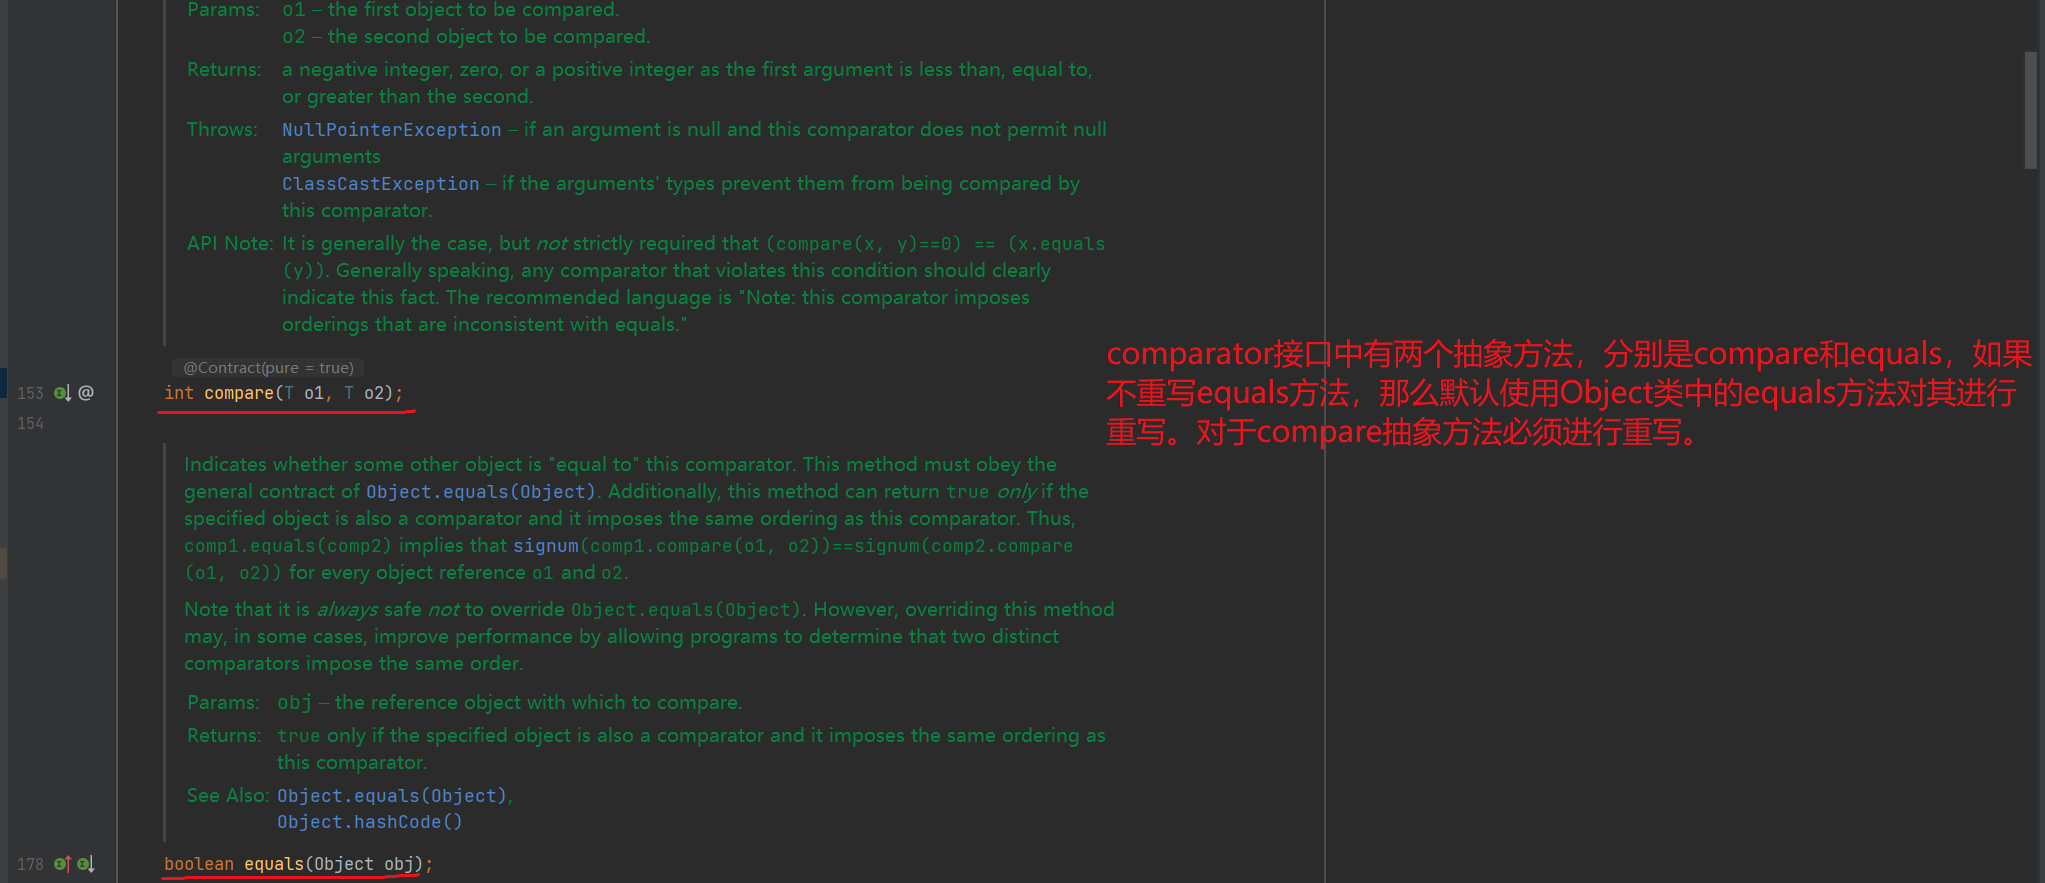 Params: o1 – the first object to be compared.
o2 – the second object to be compared.
Returns: a negative integer, zero, or a positive integer as the first argument is less than, equal to,
or greater than the second.
Throws: NullPointerException – if an argument is null and this comparator does not permit null
arguments
ClassCastException – if the arguments' types prevent them from being compared by
this comparator.
API Note: It is generally the case, but not strictly required that (compare(x, y)==0) == (x.equals
(y)). Generally speaking, any comparator that violates this condition should clearly
indicate this fact. The recommended language is "Note: this comparator imposes
orderings that are inconsistent with equals."
@Contract(pure = true)
153 @ int compare(T o1, T o2);
154
comparator接口中有两个抽象方法，分别是compare和equals，如果
不重写equals方法，那么默认使用Object类中的equals方法对其进行
重写。对于compare抽象方法必须进行重写。
Indicates whether some other object is "equal to" this comparator. This method must obey the
general contract of Object.equals(Object). Additionally, this method can return true only if the
specified object is also a comparator and it imposes the same ordering as this comparator. Thus,
comp1.equals(comp2) implies that signum(comp1.compare(o1, o2))==signum(comp2.compare
(o1, o2)) for every object reference o1 and o2.
Note that it is always safe not to override Object.equals(Object). However, overriding this method
may, in some cases, improve performance by allowing programs to determine that two distinct
comparators impose the same order.
Params: obj – the reference object with which to compare.
Returns: true only if the specified object is also a comparator and it imposes the same ordering as
this comparator.
See Also: Object.equals(Object),
Object.hashCode()
178 boolean equals(Object obj);